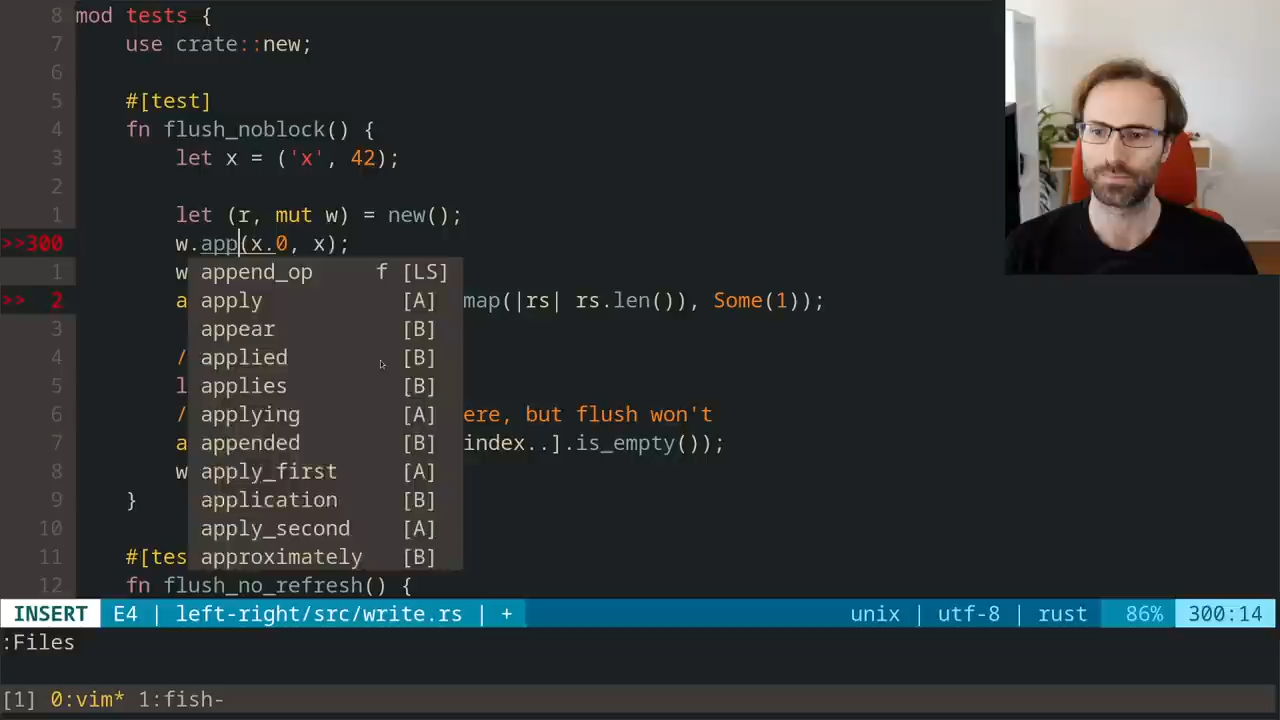 8 mod tests {
7     use crate::new;
6
5     #[test]
4     fn flush_noblock() {
3         let x = ('x', 42);
2
1         let (r, mut w) = new();
>>300         w.app(x.0, x);
1         w append_op f [LS]
>> 2         a apply [A] map(|rs| rs.len()), Some(1));
3 appear [B]
4         / applied [B]
5         l applies [B]
6         / applying [A] ere, but flush won't
7         a appended [B] index..].is_empty());
8         w apply_first [A]
9     } application [B]
10 apply_second [A]
11     #[tes approximately [B]
12     fn flush_no_refresh() {
INSERT E4 | left-right/src/write.rs | + unix | utf-8 | rust 86% 300:14
:Files
[1] 0:vim* 1:fish-